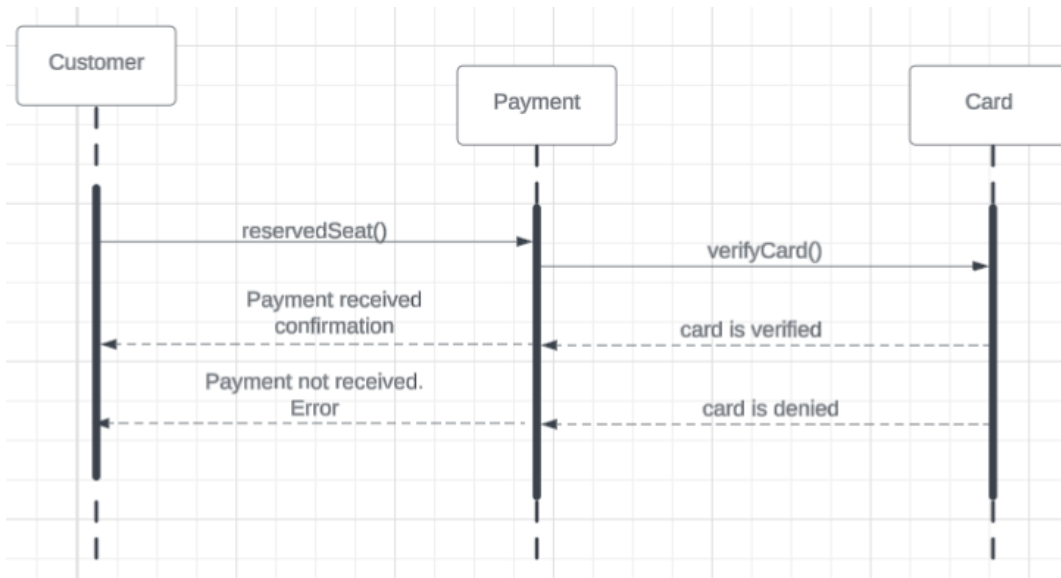 Customer
Payment
Card
reservedSeat()
verifyCard()
Payment received
confirmation
card is verified
Payment not received.
Error
card is denied